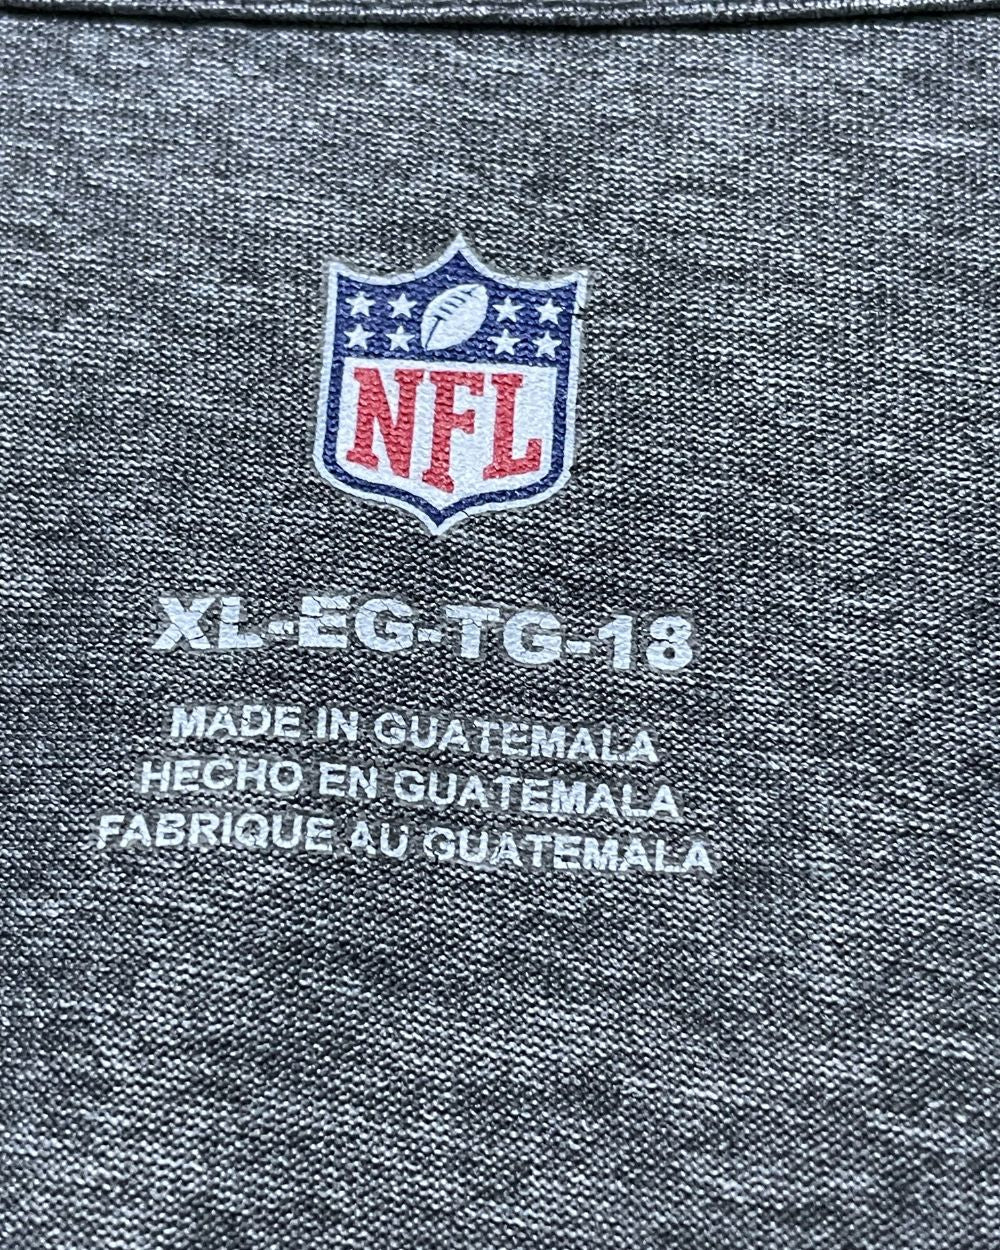 NFL
XL-EG-TG-18
MADE IN GUATEMALA
HECHO EN GUATEMALA
FABRIQUE AU GUATEMALA